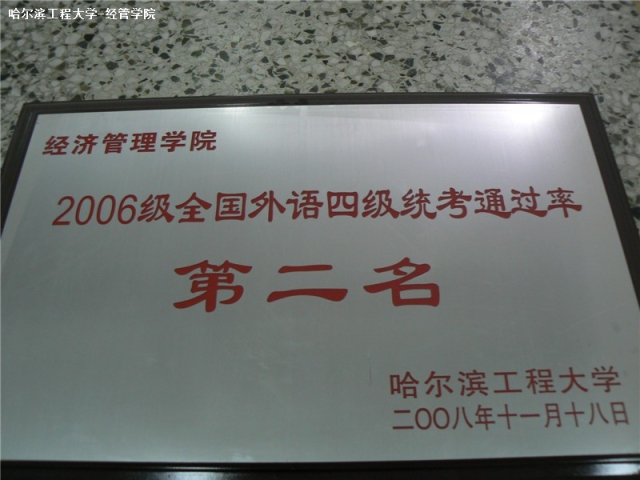 哈尔滨工程大学-经管学院
经济管理学院
2006级全国外语四级统考通过率
第二名
哈尔滨工程大学
二〇〇八年十一月十八日